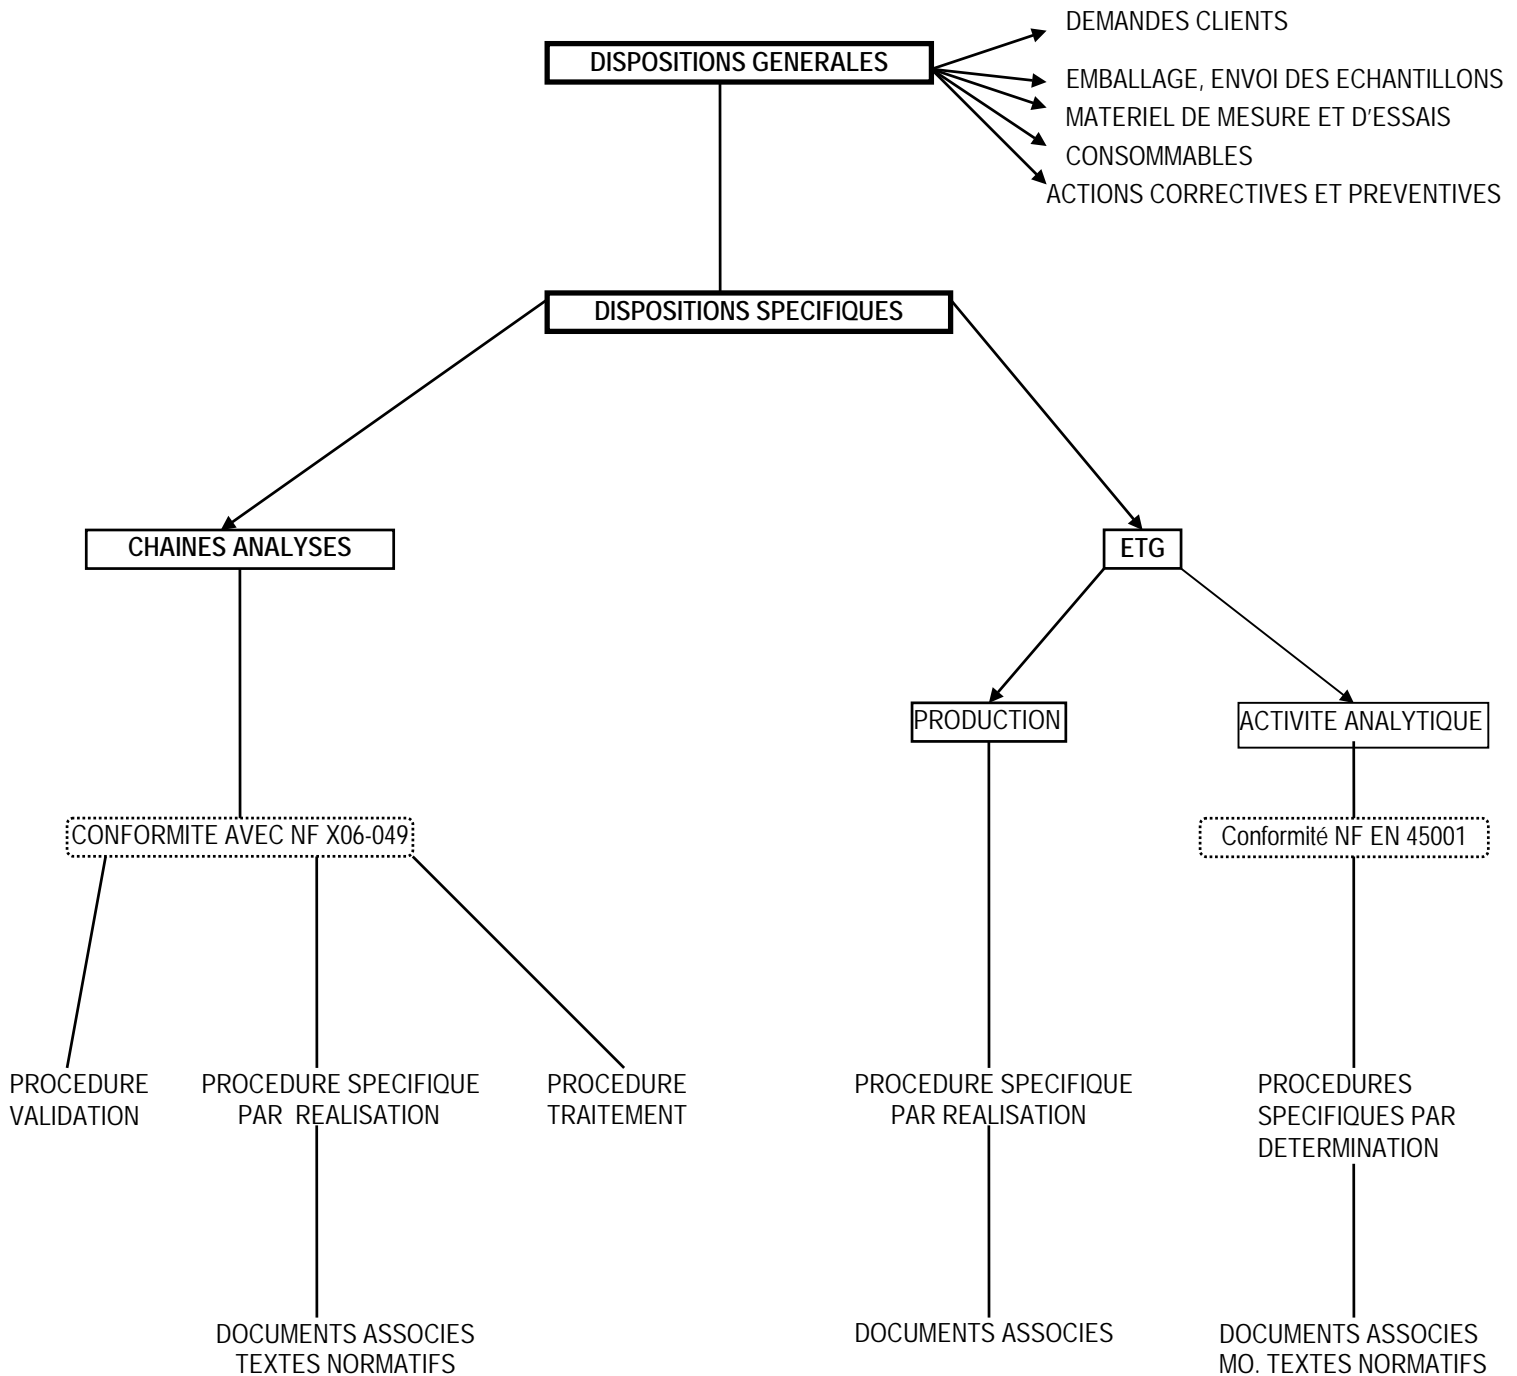 DEMANDES CLIENTS
DISPOSITIONS GENERALES
EMBALLAGE, ENVOI DES ECHANTILLONS
MATERIEL DE MESURE ET D'ESSAIS
CONSOMMABLES
ACTIONS CORRECTIVES ET PREVENTIVES
DISPOSITIONS SPECIFIQUES
CHAINES ANALYSES
ETG
PRODUCTION
ACTIVITE ANALYTIQUE
CONFORMITE AVEC NF X06-049
Conformité NF EN 45001
PROCEDURE
VALIDATION
PROCEDURE SPECIFIQUE
PAR REALISATION
PROCEDURE
TRAITEMENT
PROCEDURE SPECIFIQUE
PAR REALISATION
PROCEDURES
SPECIFIQUES PAR
DETERMINATION
DOCUMENTS ASSOCIES
TEXTES NORMATIFS
DOCUMENTS ASSOCIES
DOCUMENTS ASSOCIES
MO. TEXTES NORMATIFS